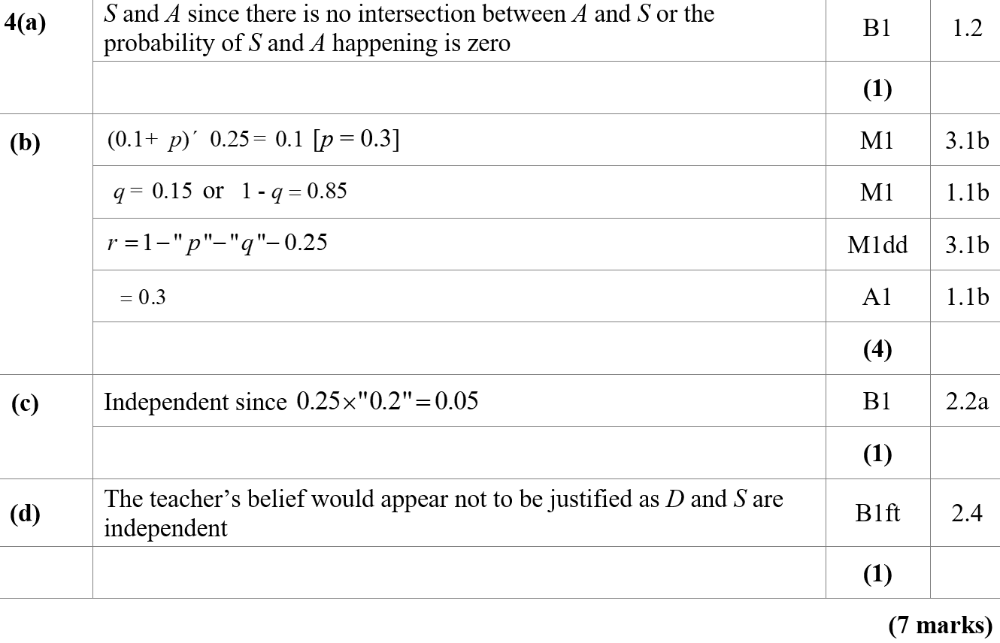 4(a) S and A since there is no intersection between A and S or the B1 1.2
probability of S and A happening is zero
(1)
(b) (0.1+ p)´ 0.25= 0.1 [p = 0.3] M1 3.1b
q = 0.15 or 1 - q = 0.85 M1 1.1b
r =1−"p"−"q"−0.25 M1dd 3.1b
= 0.3 A1 1.1b
(4)
(c) Independent since 0.25×"0.2"=0.05 B1 2.2a
(1)
(d) The teacher’s belief would appear not to be justified as D and S are B1ft 2.4
independent
(1)
(7 marks)